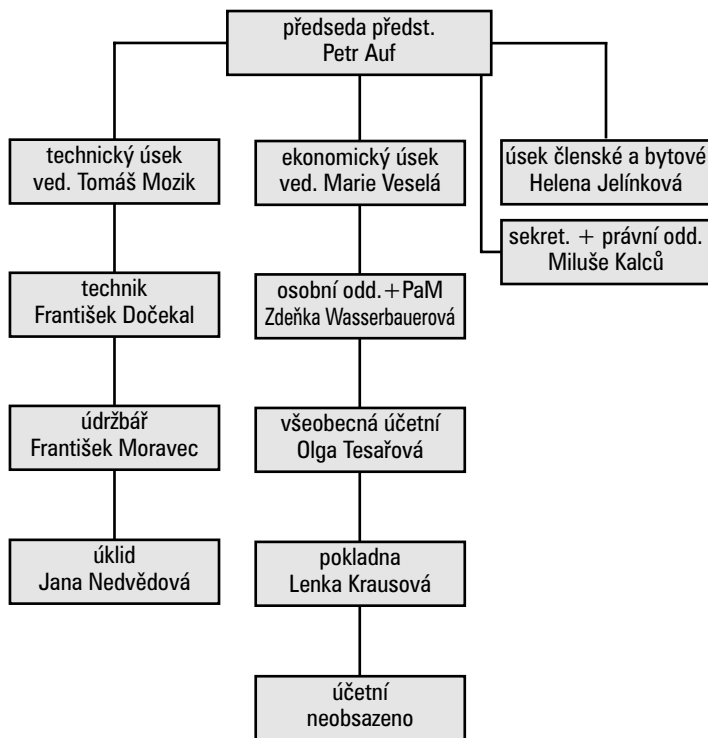 předseda předst.
Petr Auf
technický úsek
ved. Tomáš Mozik
ekonomický úsek
ved. Marie Veselá
úsek členské a bytové
Helena Jelínková
sekret. + právní odd.
Miluše Kalců
technik
František Dočekal
osobní odd.+PaM
Zdeňka Wasserbauerová
údržbář
František Moravec
všeobecná účetní
Olga Tesařová
úklid
Jana Nedvědová
pokladna
Lenka Krausová
účetní
neobsazeno